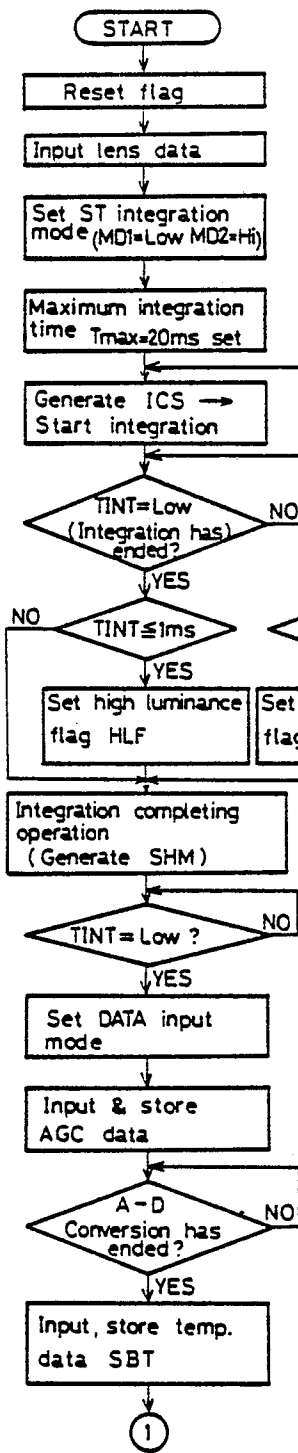 START
Reset flag
Input lens data
Set ST integration
mode (MD1=Low MD2=Hi)
Maximum integration
time Tmax=20ms set
Generate ICS →
Start integration
TINT=Low
(Integration has)
ended?
NO
YES
NO
TINT≦1ms
YES
Set high luminance
flag HLF
Set
flag
Integration completing
operation
(Generate SHM)
TINT=Low ?
NO
YES
Set DATA input
mode
Input & store
AGC data
A-D
Conversion has
ended?
NO
YES
Input, store temp.
data SBT
1